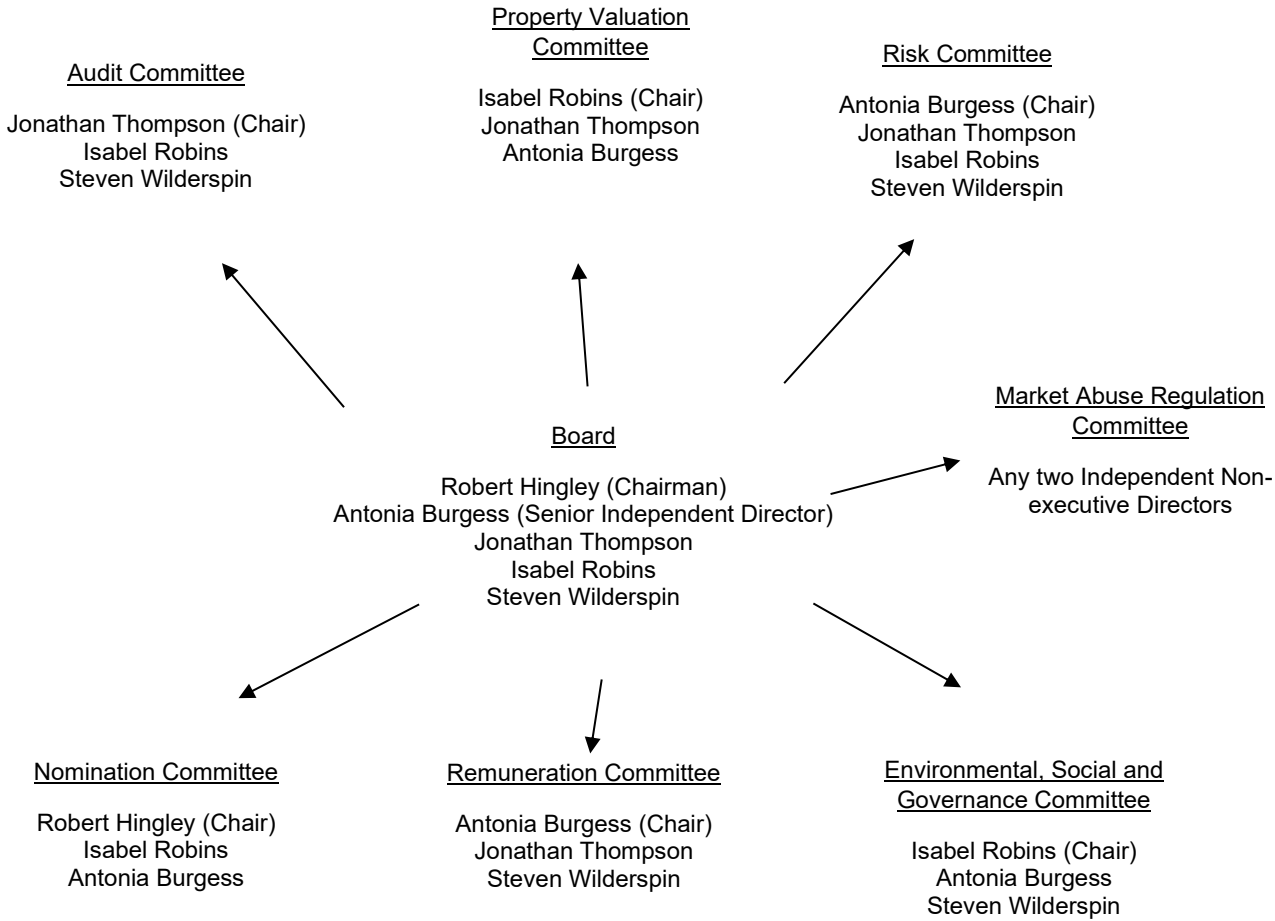 Audit Committee
Jonathan Thompson (Chair)
Isabel Robins
Steven Wilderspin
Property Valuation
Committee
Isabel Robins (Chair)
Jonathan Thompson
Antonia Burgess
Risk Committee
Antonia Burgess (Chair)
Jonathan Thompson
Isabel Robins
Steven Wilderspin
Board
Robert Hingley (Chairman)
Antonia Burgess (Senior Independent Director)
Jonathan Thompson
Isabel Robins
Steven Wilderspin
Market Abuse Regulation
Committee
Any two Independent Non-
executive Directors
Nomination Committee
Robert Hingley (Chair)
Isabel Robins
Antonia Burgess
Remuneration Committee
Antonia Burgess (Chair)
Jonathan Thompson
Steven Wilderspin
Environmental, Social and
Governance Committee
Isabel Robins (Chair)
Antonia Burgess
Steven Wilderspin